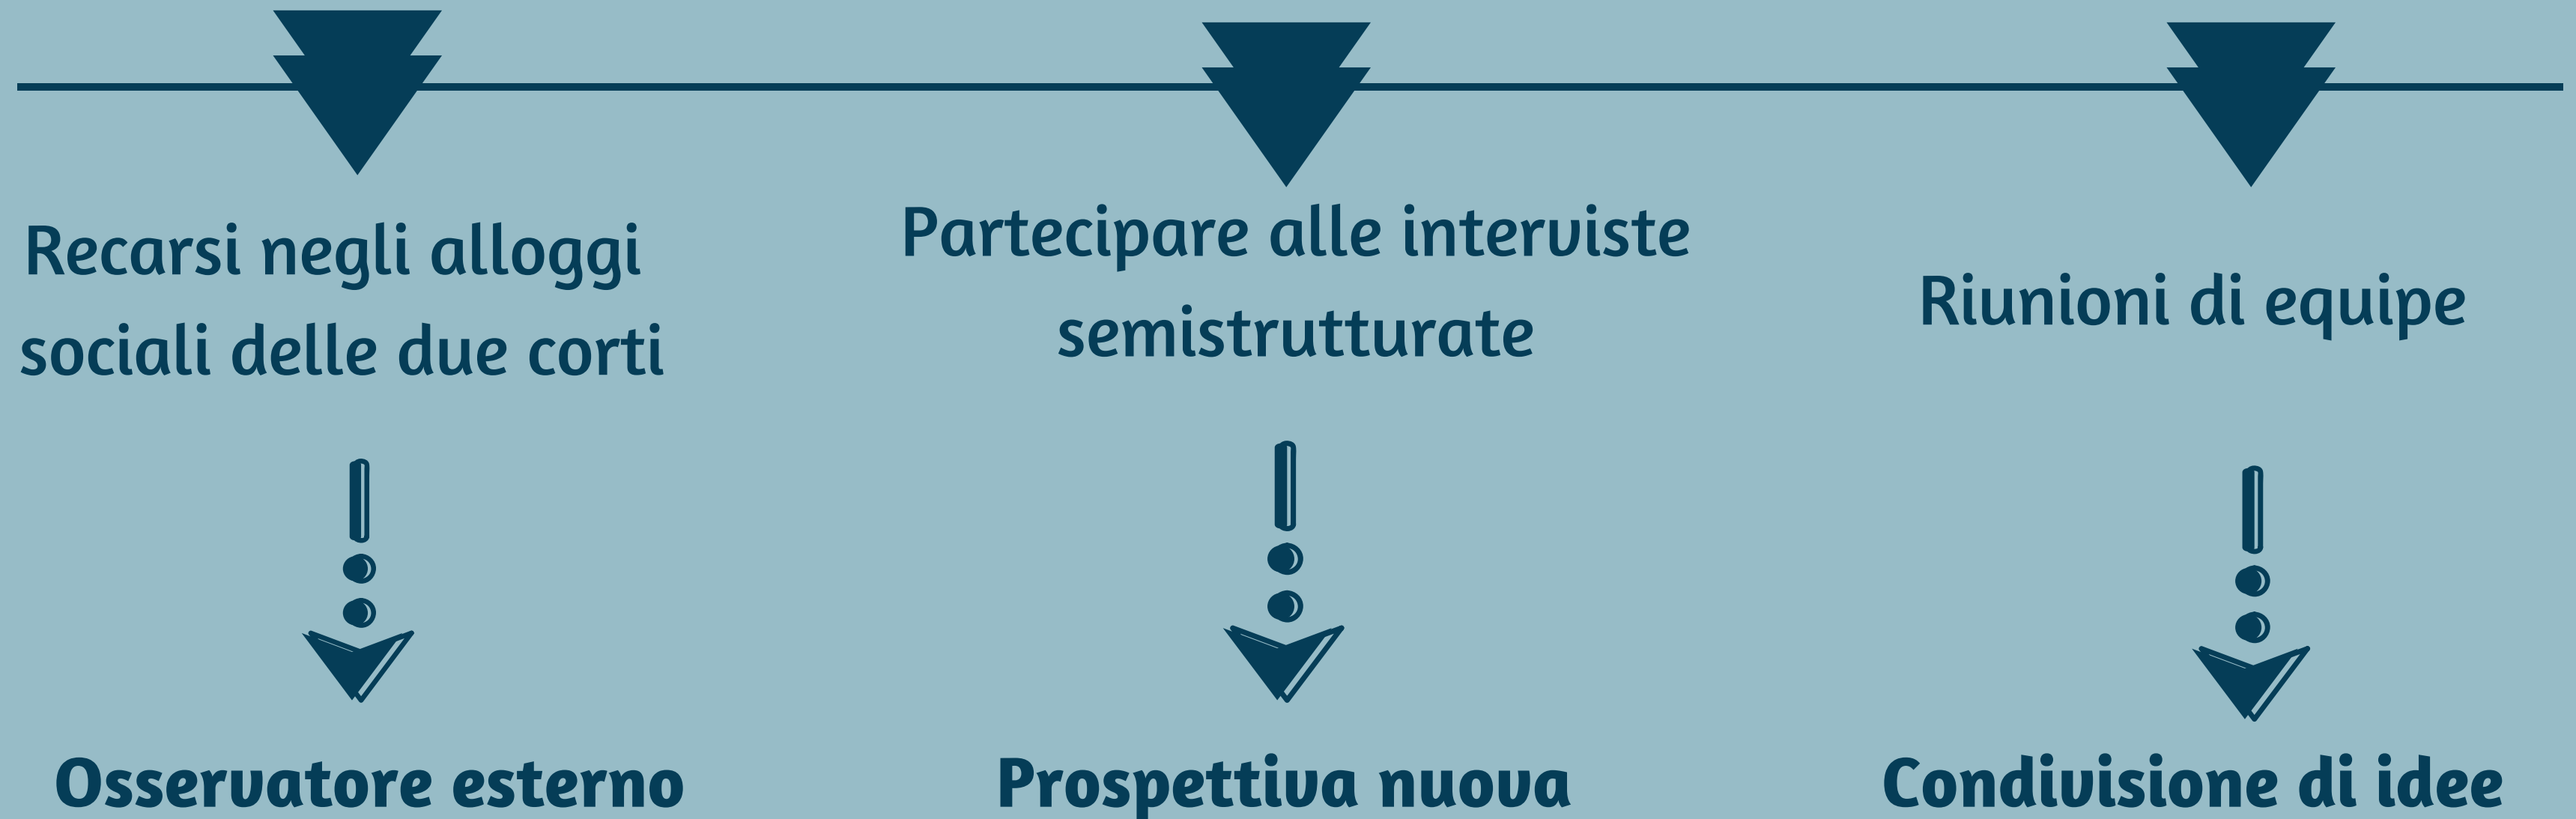 Recarsi negli alloggi
sociali delle due corti
Partecipare alle interviste
semistrutturate
Riunioni di equipe
Osservatore esterno
Prospettiva nuova
Condivisione di idee